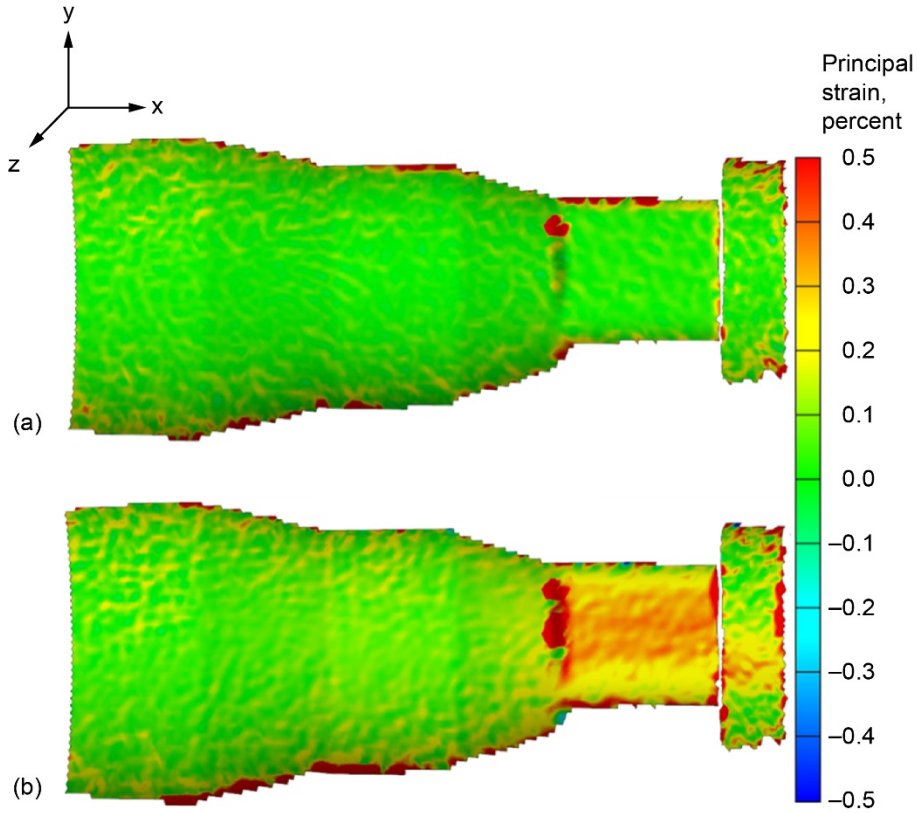 y
x
z
Principal
strain,
percent
0.5
0.4
0.3
0.2
0.1
0.0
–0.1
–0.2
–0.3
–0.4
–0.5
(a)
(b)